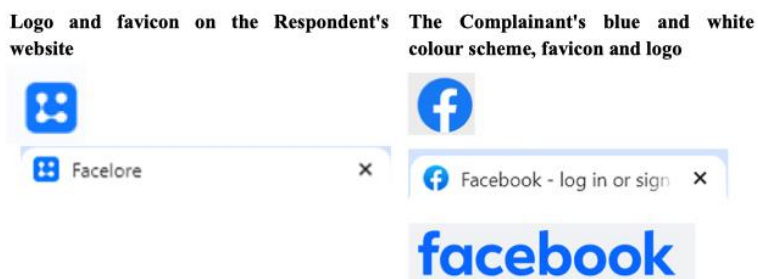 Logo and favicon on the Respondent's website
The Complainant's blue and white colour scheme, favicon and logo
Facelore
Facebook - log in or sign
facebook